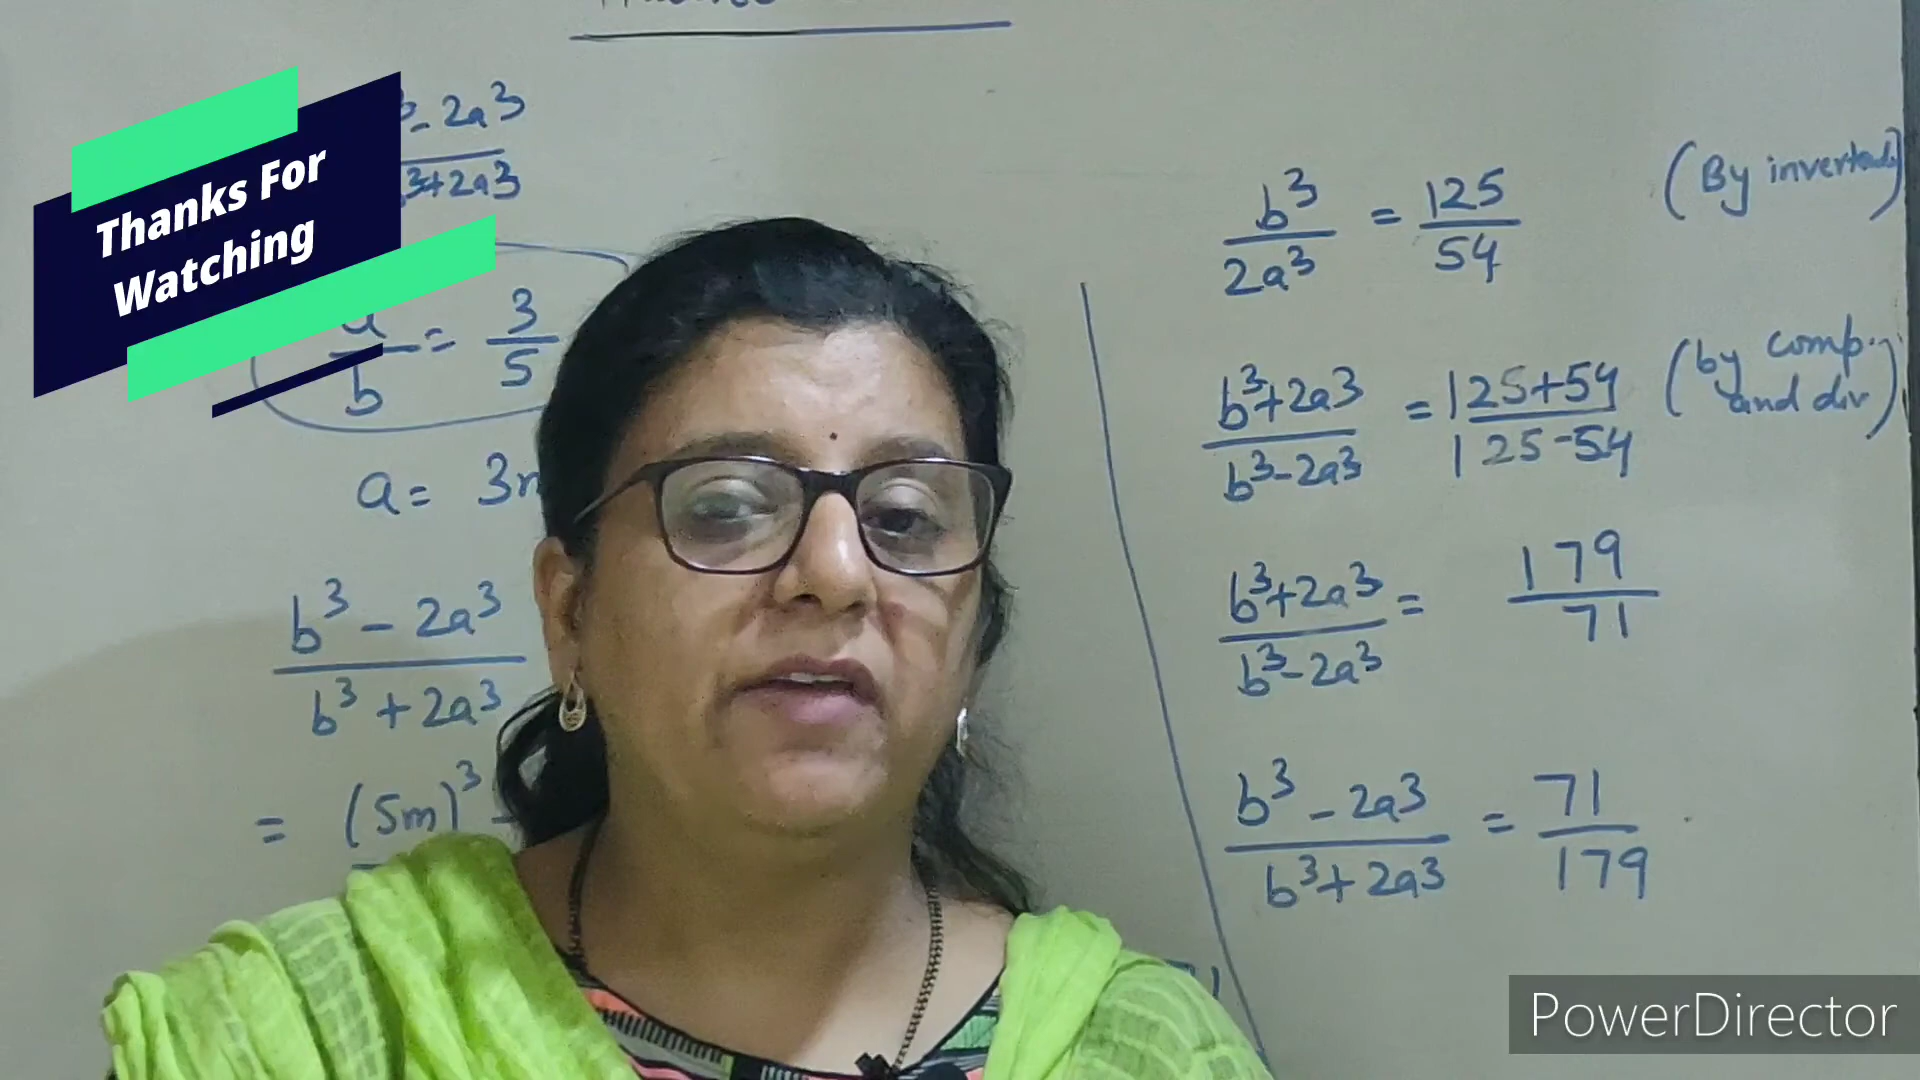 Thanks For
Watching
- 2a³
³+2a³
a/b = 3/5
a = 3m
b³ - 2a³ / b³ + 2a³
= (5m)³ -
b³/2a³ = 125/54 (By invertendo)
b³+2a³ / b³-2a³ = 125+54 / 125-54 (by comp. and div)
b³+2a³ / b³-2a³ = 179/71
b³ - 2a³ / b³+2a³ = 71/179
PowerDirector